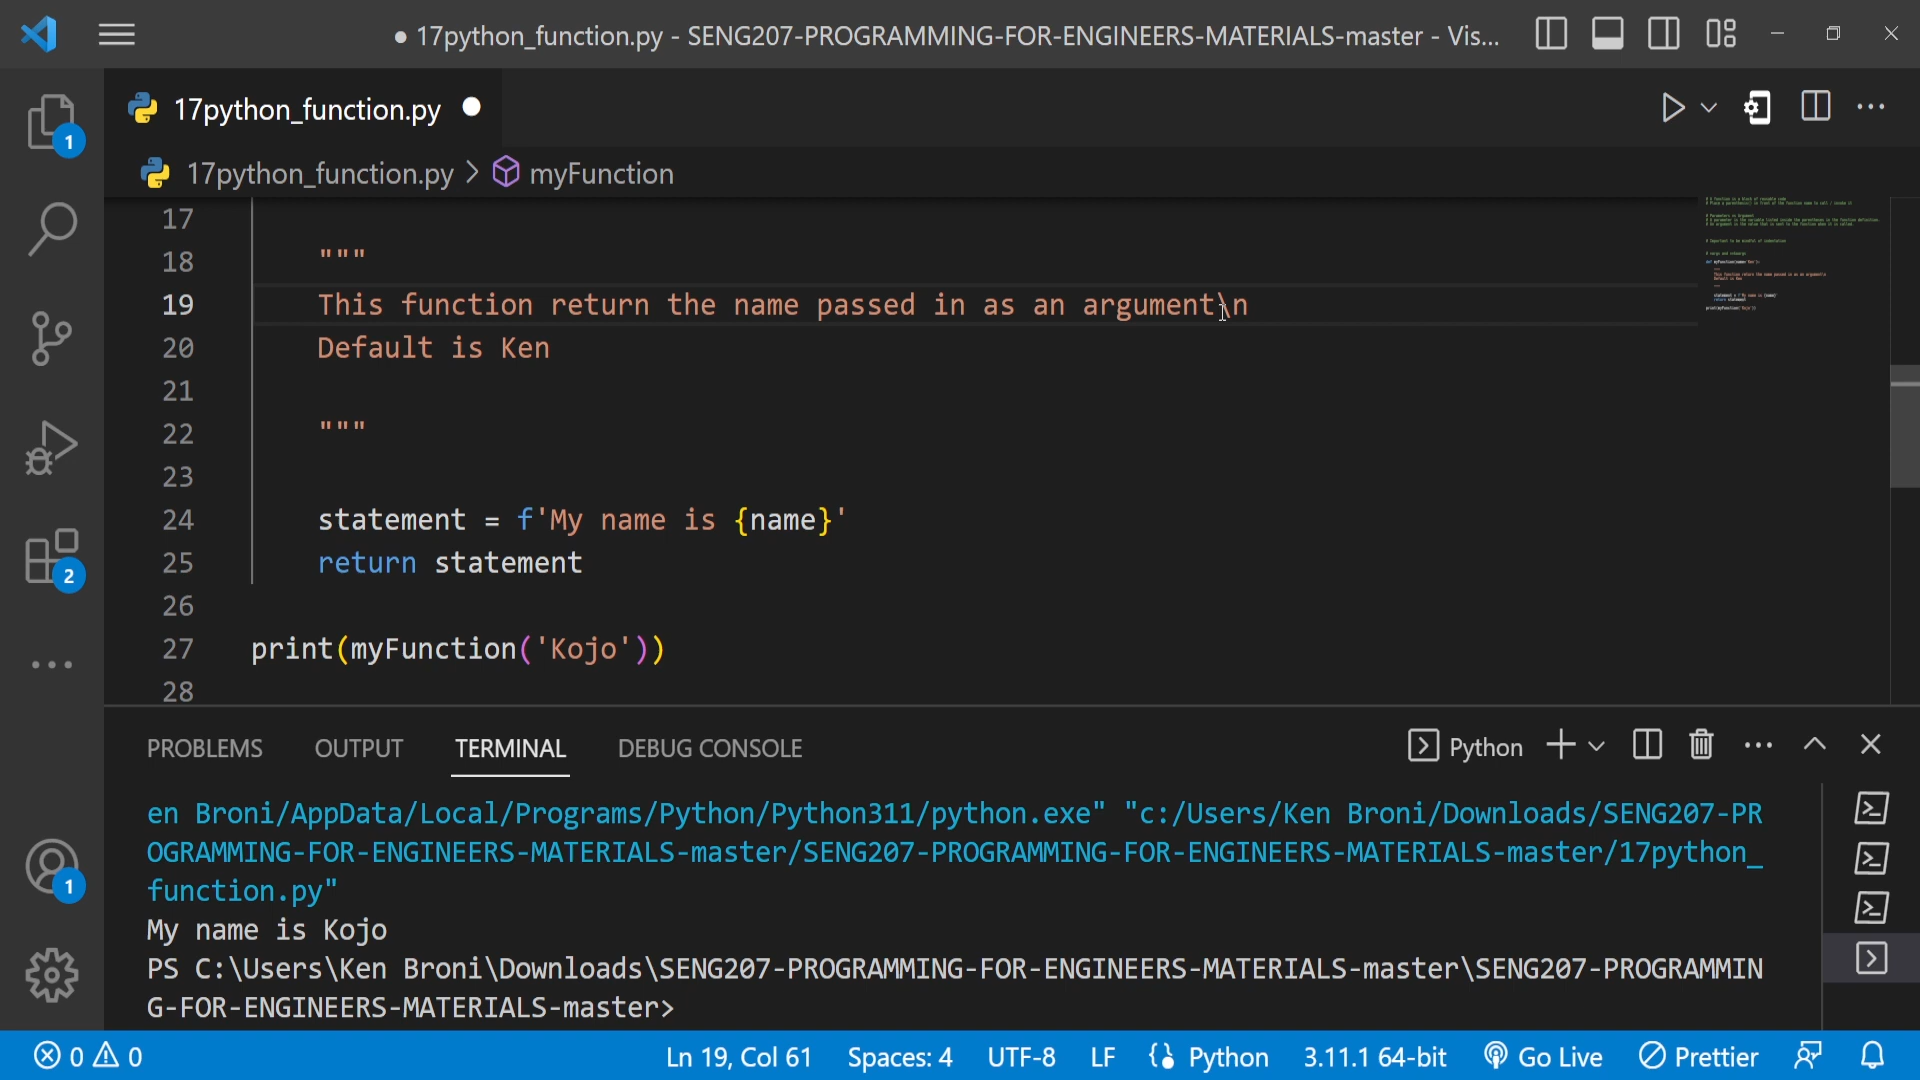 ● 17python_function.py - SENG207-PROGRAMMING-FOR-ENGINEERS-MATERIALS-master - Vis...
17python_function.py
17python_function.py > myFunction
1
17
18 """
19 This function return the name passed in as an argument\n
20 Default is Ken
21
22 """
23
24 statement = f'My name is {name}'
25 return statement
26
27 print(myFunction('Kojo'))
28
2
PROBLEMS OUTPUT TERMINAL DEBUG CONSOLE Python
en Broni/AppData/Local/Programs/Python/Python311/python.exe" "c:/Users/Ken Broni/Downloads/SENG207-PR
OGRAMMING-FOR-ENGINEERS-MATERIALS-master/SENG207-PROGRAMMING-FOR-ENGINEERS-MATERIALS-master/17python_
function.py"
My name is Kojo
PS C:\Users\Ken Broni\Downloads\SENG207-PROGRAMMING-FOR-ENGINEERS-MATERIALS-master\SENG207-PROGRAMMIN
G-FOR-ENGINEERS-MATERIALS-master>
1
0 0 Ln 19, Col 61 Spaces: 4 UTF-8 LF Python 3.11.1 64-bit Go Live Prettier